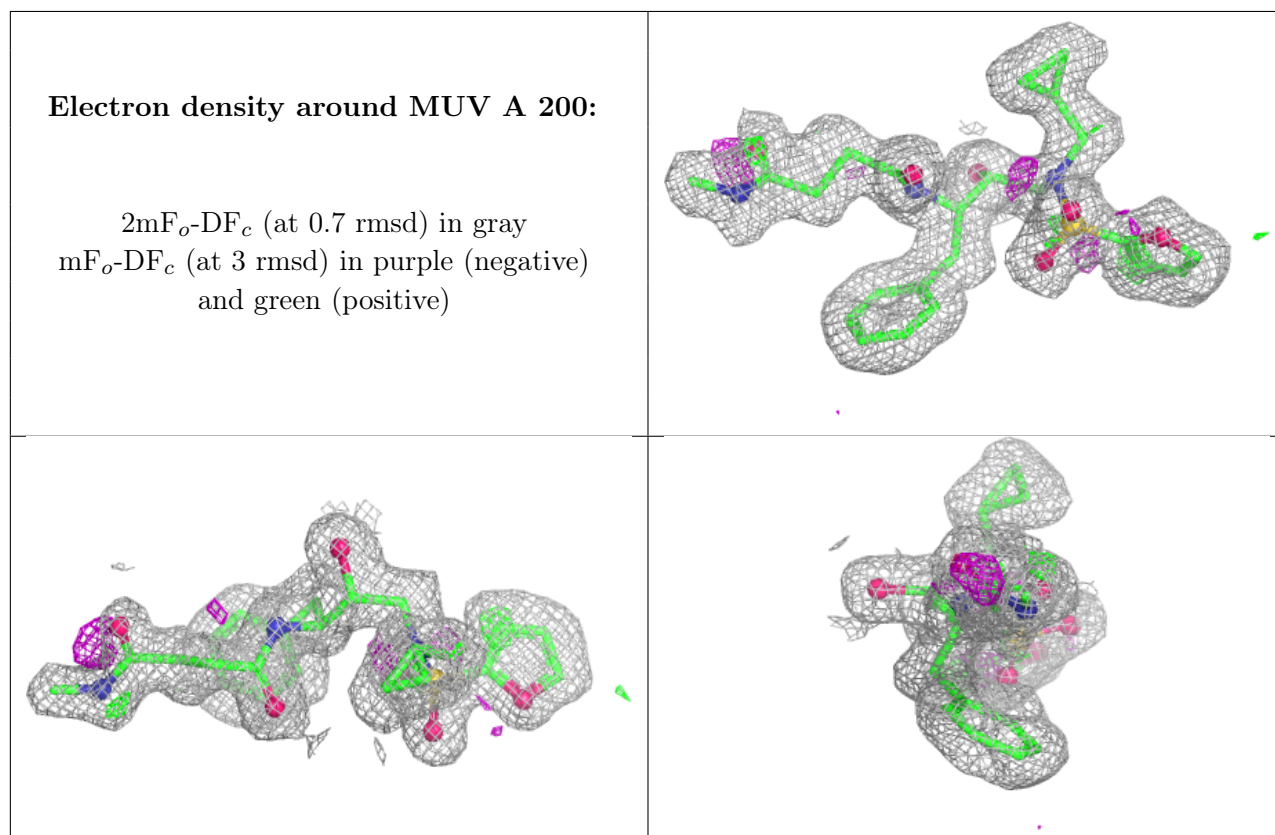 Electron density around MUV A 200:
2mFo-DFc (at 0.7 rmsd) in gray
mFo-DFc (at 3 rmsd) in purple (negative)
and green (positive)